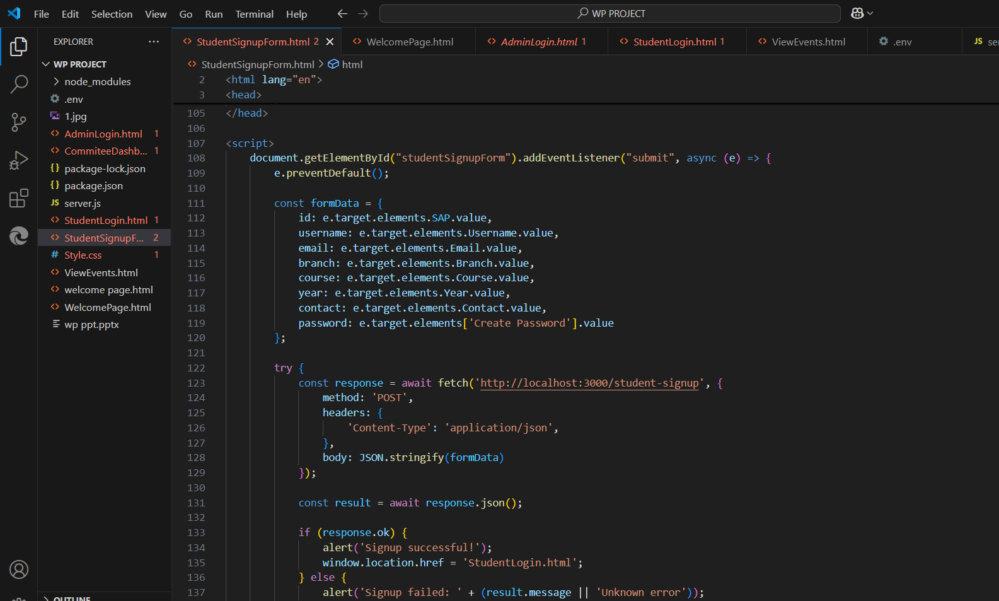 File Edit Selection View Go Run Terminal Help
WP PROJECT
EXPLORER ...
WP PROJECT
node_modules
.env
1.jpg
AdminLogin.html 1
CommiteeDashb... 1
{} package-lock.json
{} package.json
JS server.js
StudentLogin.html 1
StudentSignupF... 2
# Style.css 1
ViewEvents.html
welcome page.html
WelcomePage.html
wp ppt.pptx
OUTLINE
StudentSignupForm.html 2 WelcomePage.html AdminLogin.html 1 StudentLogin.html 1 ViewEvents.html .env JS se
StudentSignupForm.html > html
2 <html lang="en">
3 <head>
105 </head>
106
107 <script>
108 document.getElementById("studentSignupForm").addEventListener("submit", async (e) => {
109 e.preventDefault();
110
111 const formData = {
112 id: e.target.elements.SAP.value,
113 username: e.target.elements.Username.value,
114 email: e.target.elements.Email.value,
115 branch: e.target.elements.Branch.value,
116 course: e.target.elements.Course.value,
117 year: e.target.elements.Year.value,
118 contact: e.target.elements.Contact.value,
119 password: e.target.elements['Create Password'].value
120 };
121
122 try {
123 const response = await fetch('http://localhost:3000/student-signup', {
124 method: 'POST',
125 headers: {
126 'Content-Type': 'application/json',
127 },
128 body: JSON.stringify(formData)
129 });
130
131 const result = await response.json();
132
133 if (response.ok) {
134 alert('Signup successful!');
135 window.location.href = 'StudentLogin.html';
136 } else {
137 alert('Signup failed: ' + (result.message || 'Unknown error'));